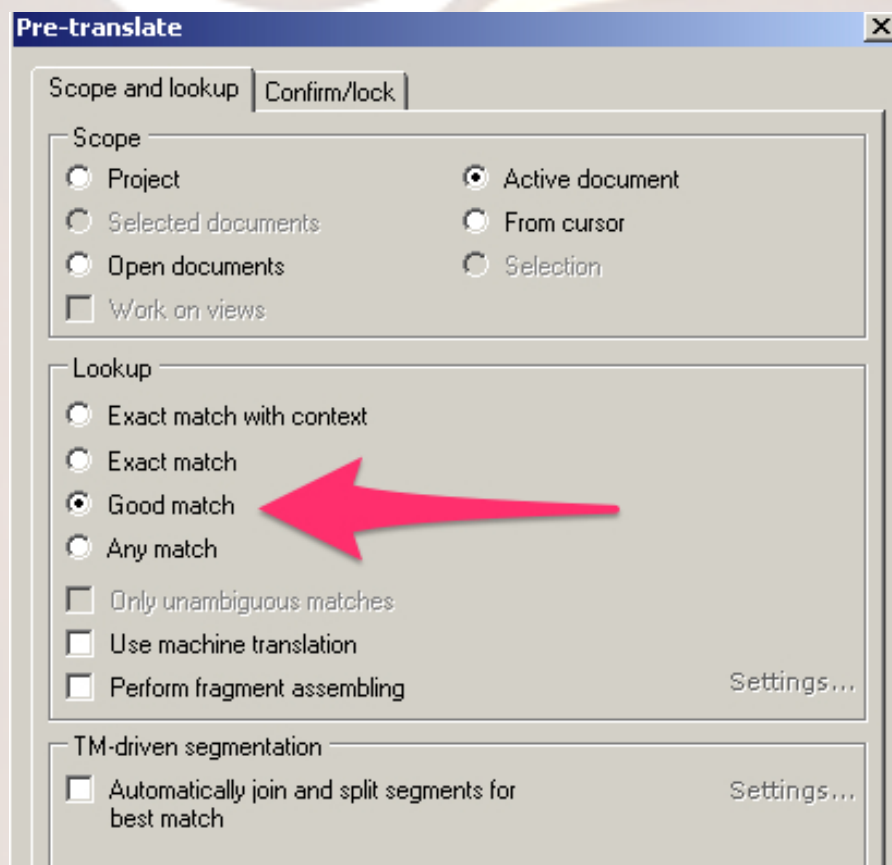 Pre-translate
Scope and lookup
Confirm/lock
Scope
Project
Active document
Selected documents
From cursor
Open documents
Selection
Work on views
Lookup
Exact match with context
Exact match
Good match
Any match
Only unambiguous matches
Use machine translation
Perform fragment assembling
Settings...
TM-driven segmentation
Automatically join and split segments for
Settings...
best match